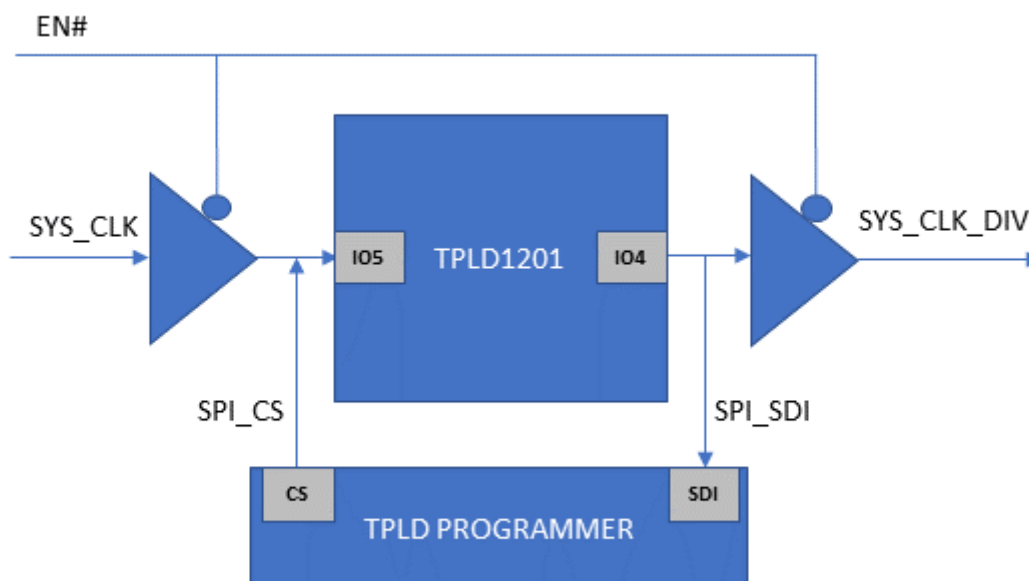 EN#
SYS_CLK
IO5
TPLD1201
IO4
SYS_CLK_DIV
SPI_CS
SPI_SDI
CS
SDI
TPLD PROGRAMMER